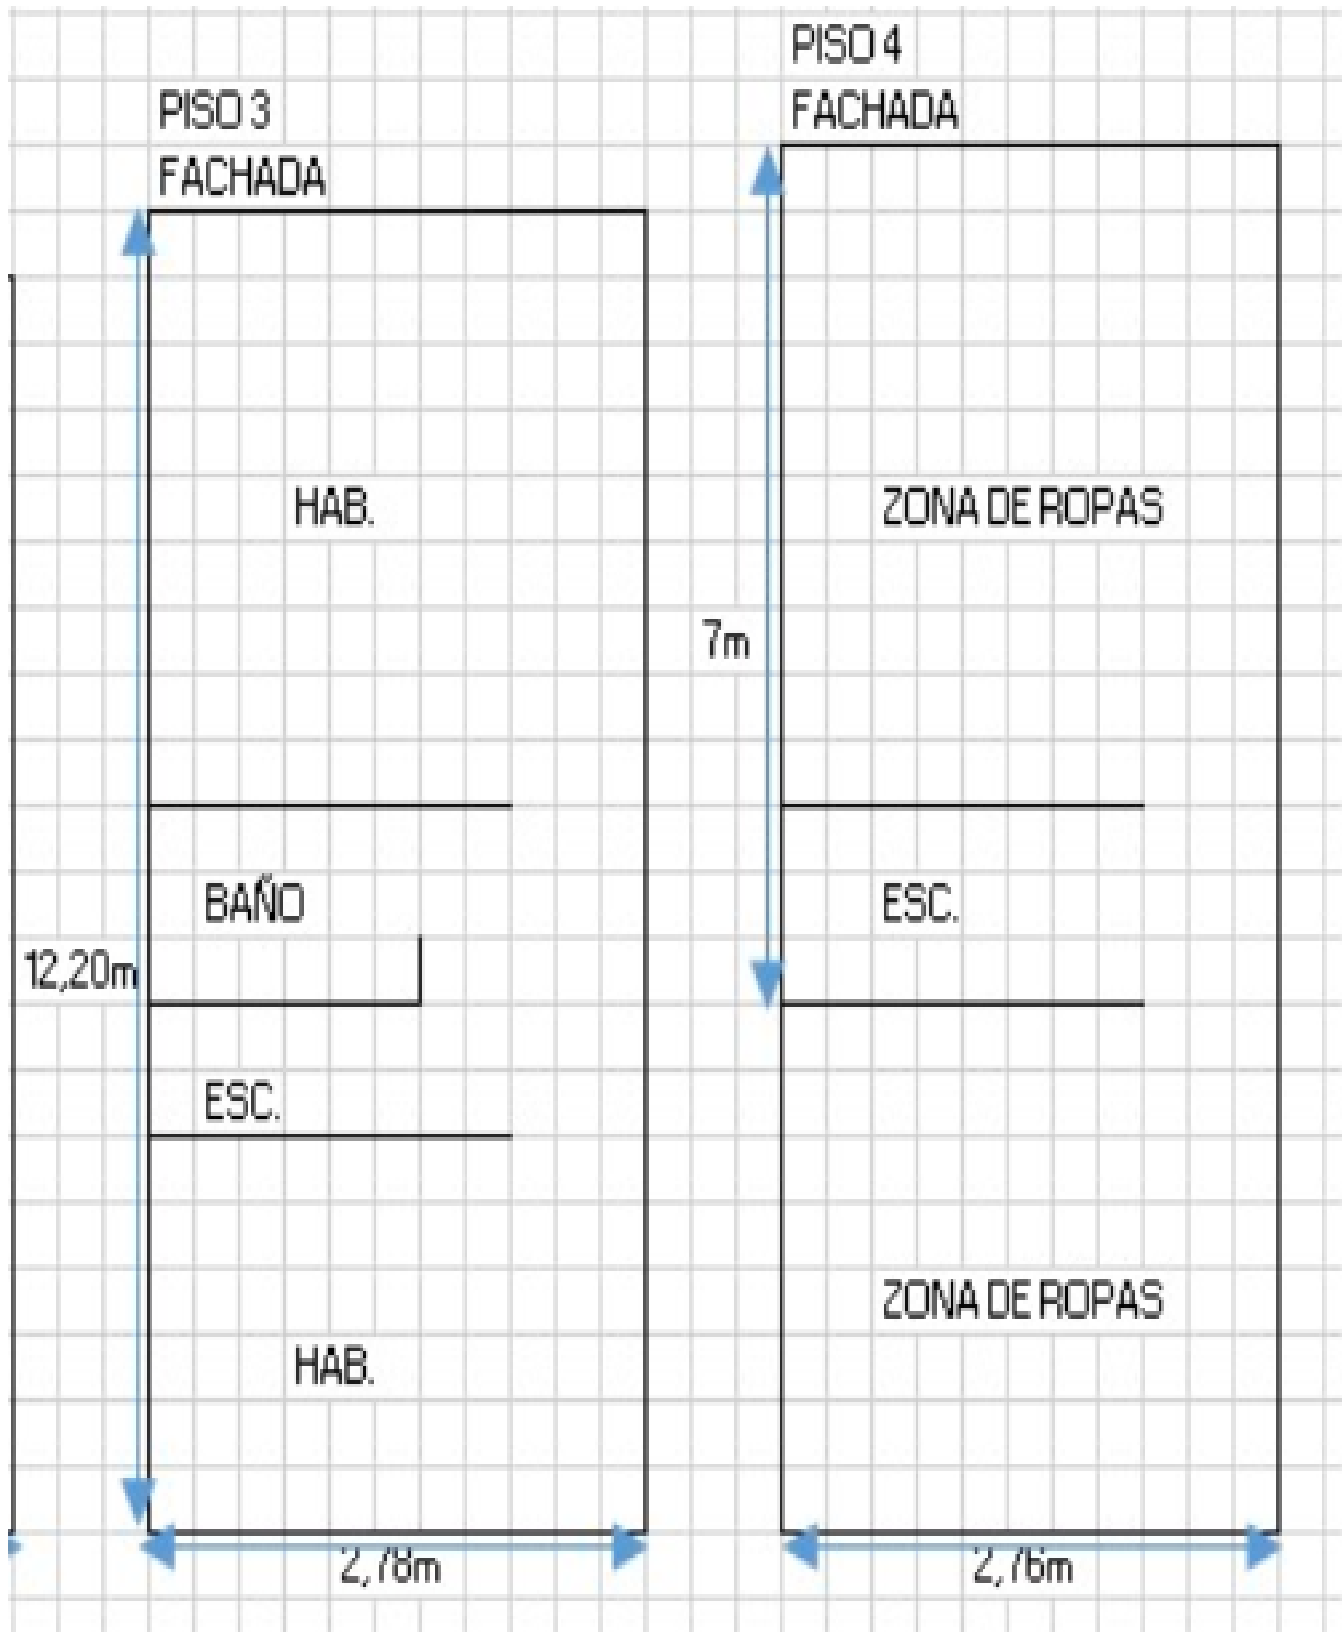 PISO 3
FACHADA
HAB.
BAÑO
12,20m
ESC.
HAB.
2,78m
PISO 4
FACHADA
ZONA DE ROPAS
7m
ESC.
ZONA DE ROPAS
2,76m